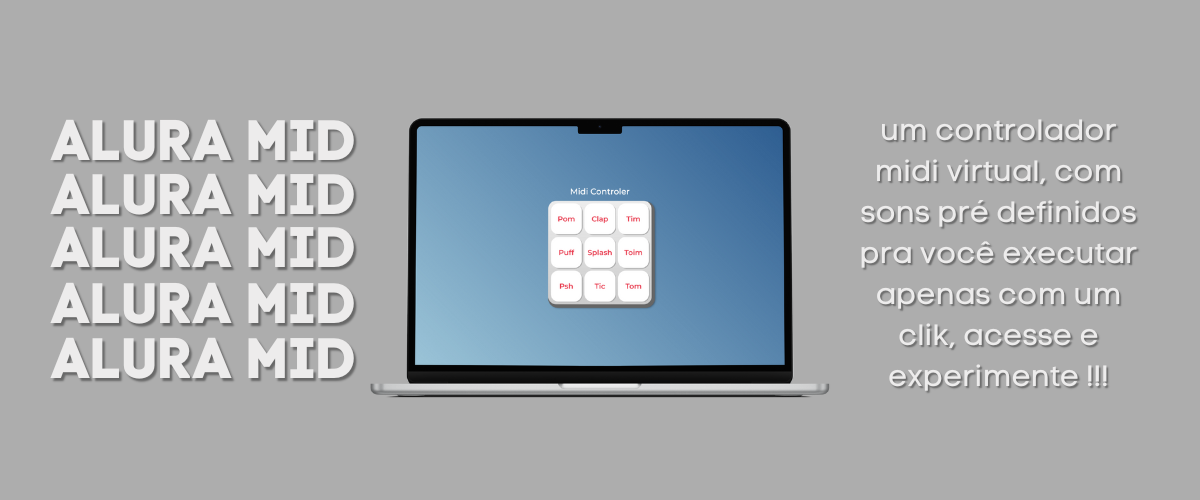 ALURA MID
ALURA MID
ALURA MID
ALURA MID
ALURA MID
Midi Controler
Pom Clap Tim
Puff Splash Toim
Psh Tic Tom
um controlador
midi virtual, com
sons pré definidos
pra você executar
apenas com um
clik, acesse e
experimente !!!